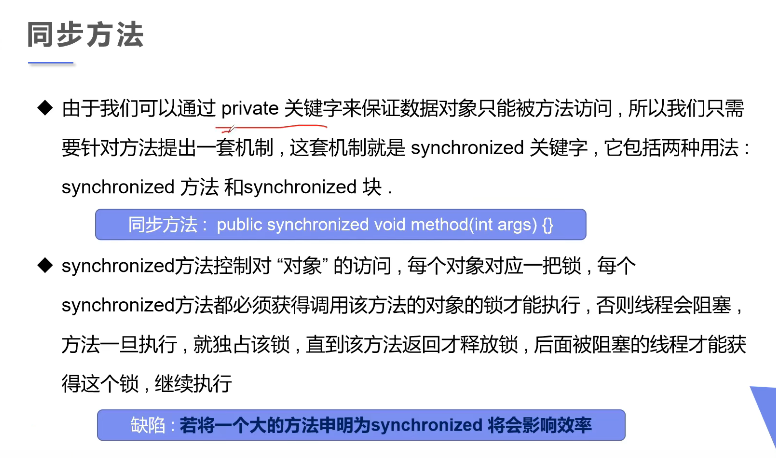 同步方法
◆ 由于我们可以通过 private 关键字来保证数据对象只能被方法访问 , 所以我们只需
要针对方法提出一套机制 , 这套机制就是 synchronized 关键字 , 它包括两种用法 :
synchronized 方法 和synchronized 块 .
同步方法 : public synchronized void method(int args) {}
◆ synchronized方法控制对 “对象” 的访问 , 每个对象对应一把锁 , 每个
synchronized方法都必须获得调用该方法的对象的锁才能执行 , 否则线程会阻塞 ,
方法一旦执行 , 就独占该锁 , 直到该方法返回才释放锁 , 后面被阻塞的线程才能获
得这个锁 , 继续执行
缺陷 : 若将一个大的方法申明为synchronized 将会影响效率